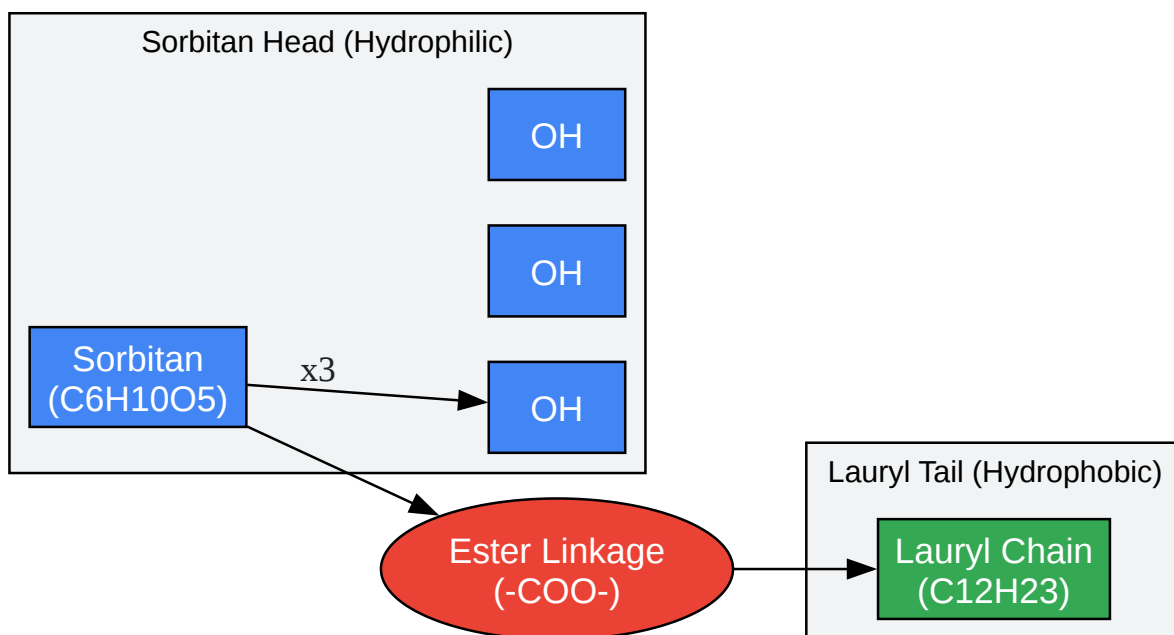 Sorbitan Head (Hydrophilic)
OH
OH
Sorbitan
(C6H10O5)
x3
OH
Ester Linkage
(-COO-)
Lauryl Tail (Hydrophobic)
Lauryl Chain
(C12H23)